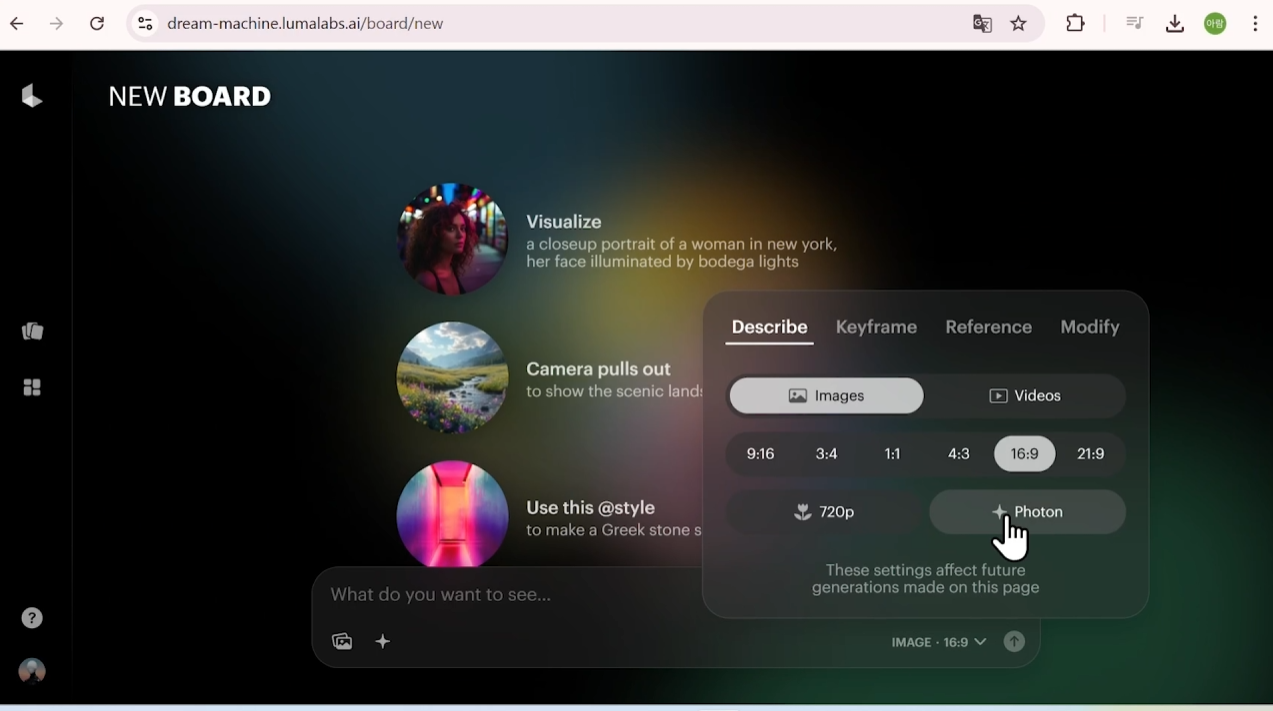 dream-machine.lumalabs.ai/board/new
아람
NEW BOARD
Visualize
a closeup portrait of a woman in new york,
her face illuminated by bodega lights
Camera pulls out
to show the scenic lands
Use this @style
to make a Greek stone s
Describe Keyframe Reference Modify
Images Videos
9:16 3:4 1:1 4:3 16:9 21:9
720p Photon
These settings affect future
generations made on this page
What do you want to see...
IMAGE · 16:9
?